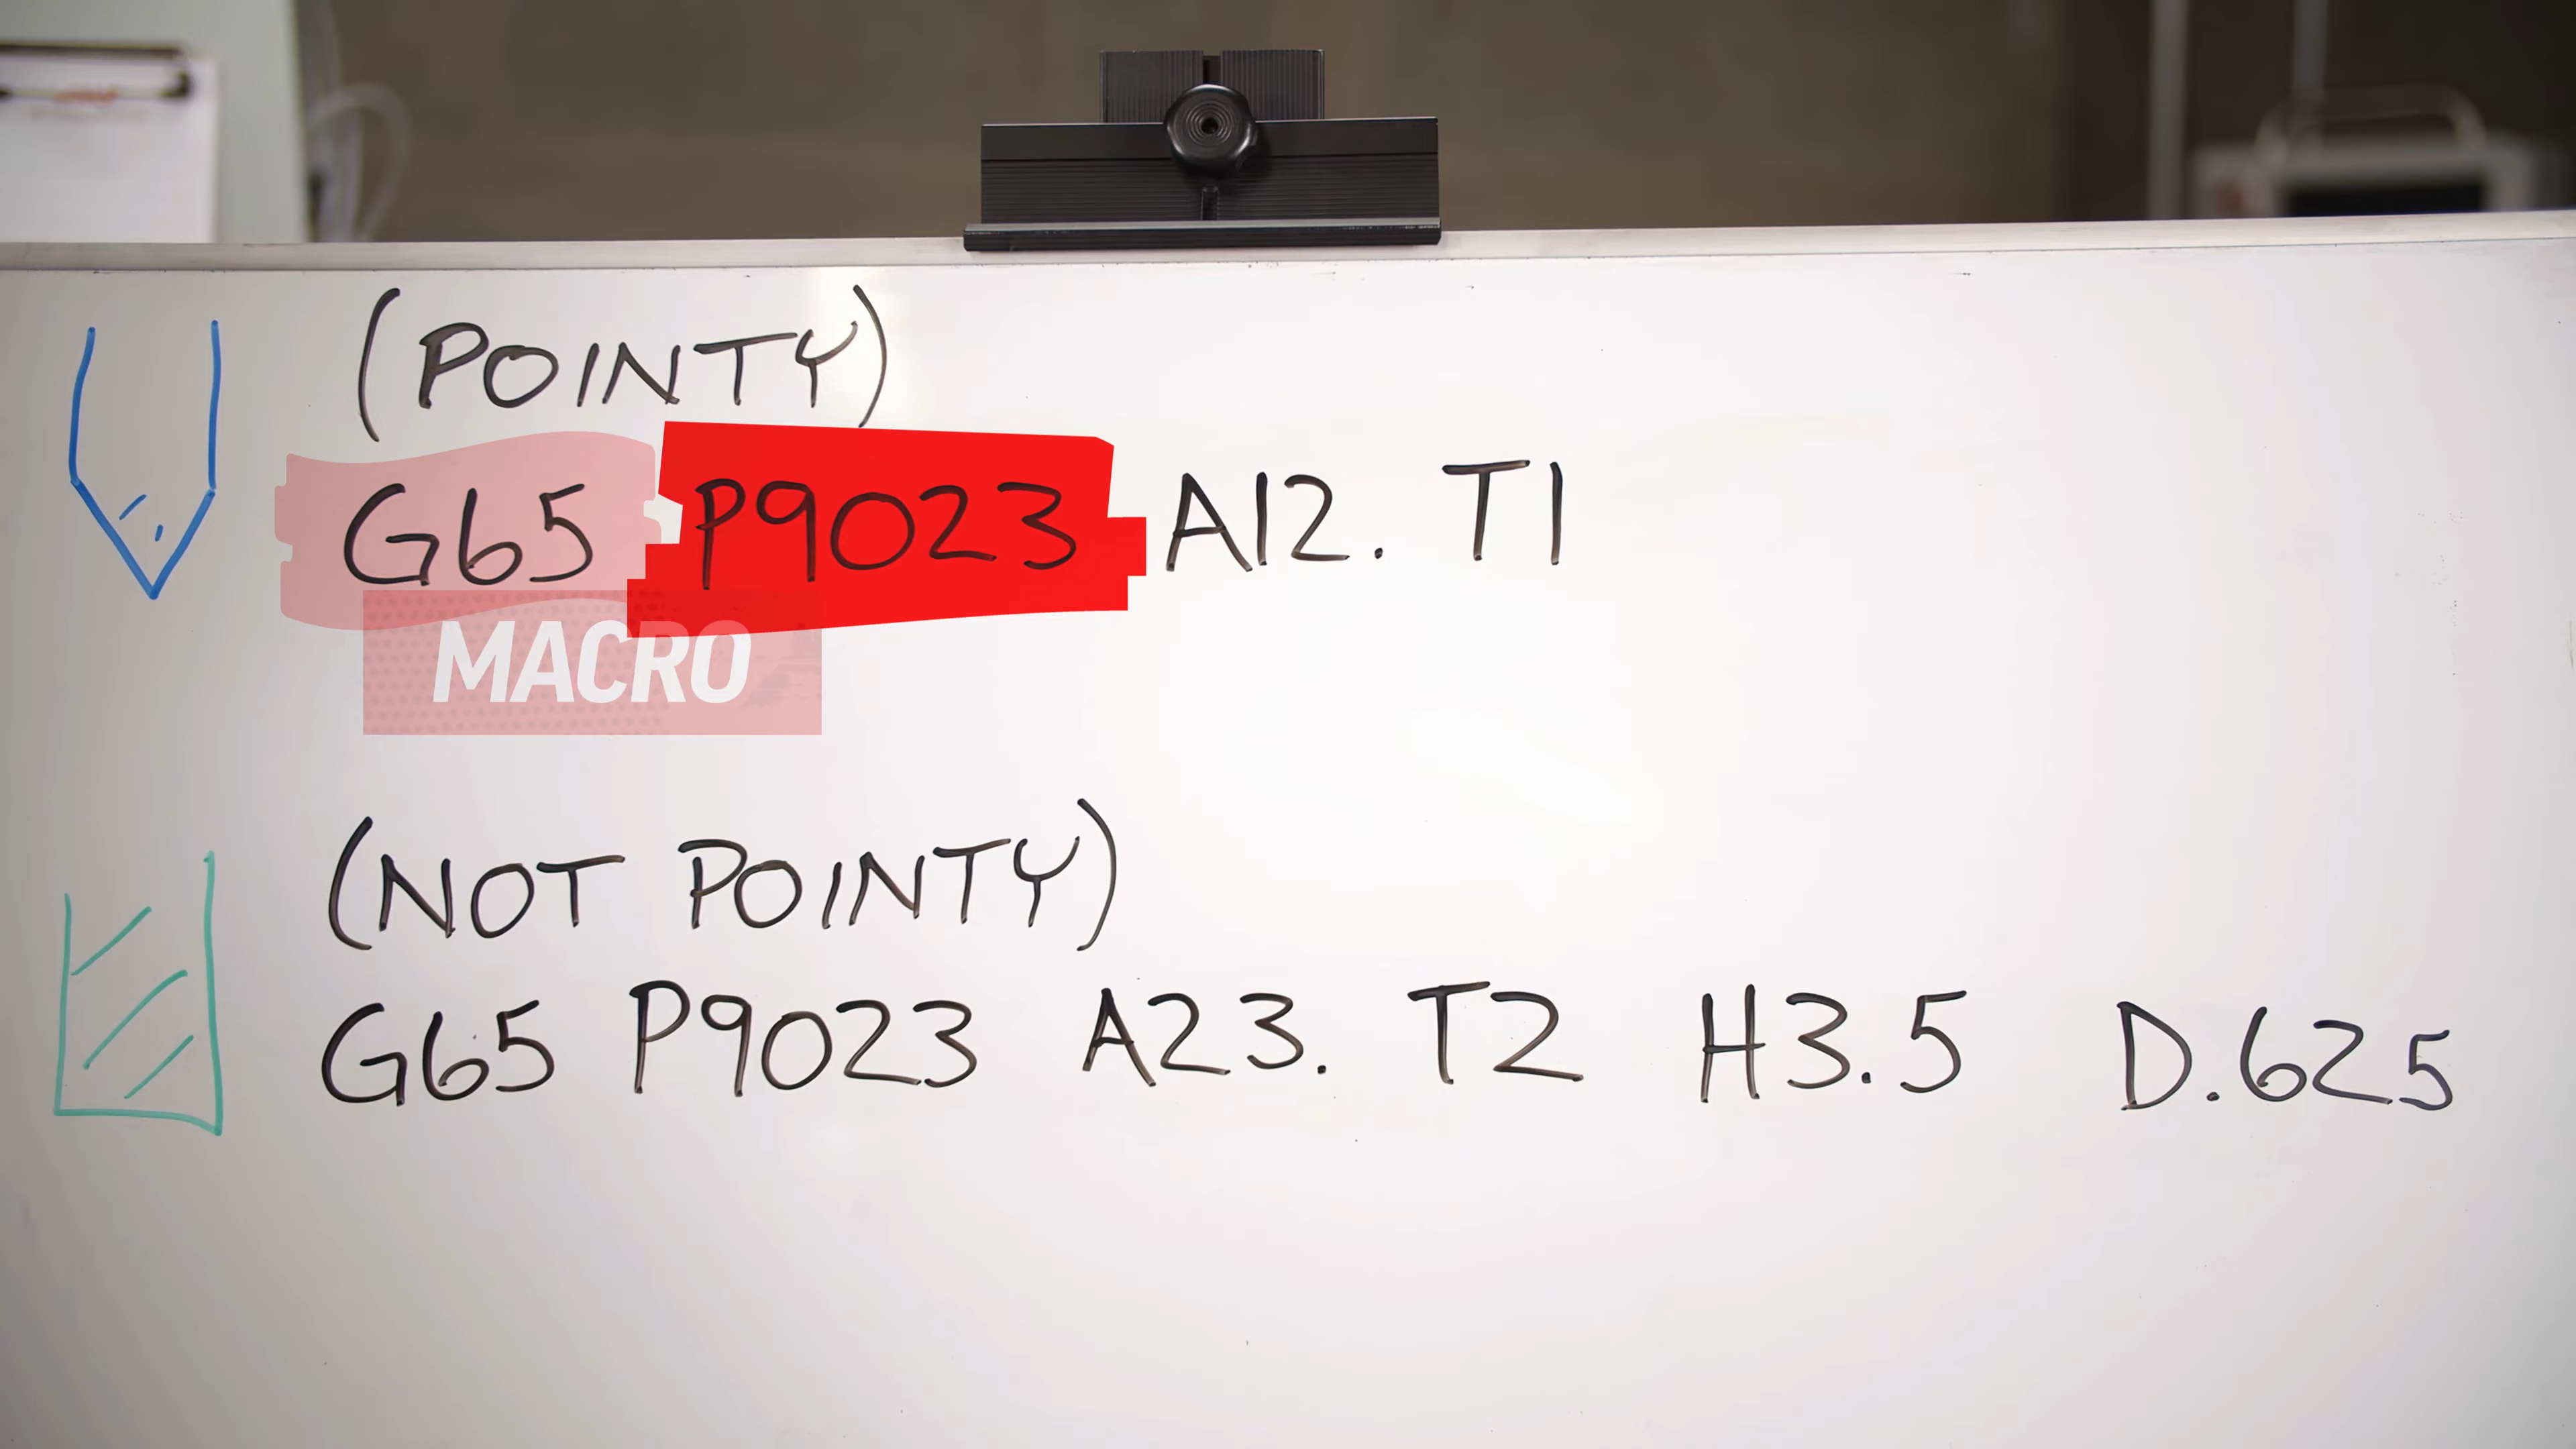 (POINTY)
G65 P9023 A12. T1
MACRO
(NOT POINTY)
G65 P9023 A23. T2 H3.5 D.625